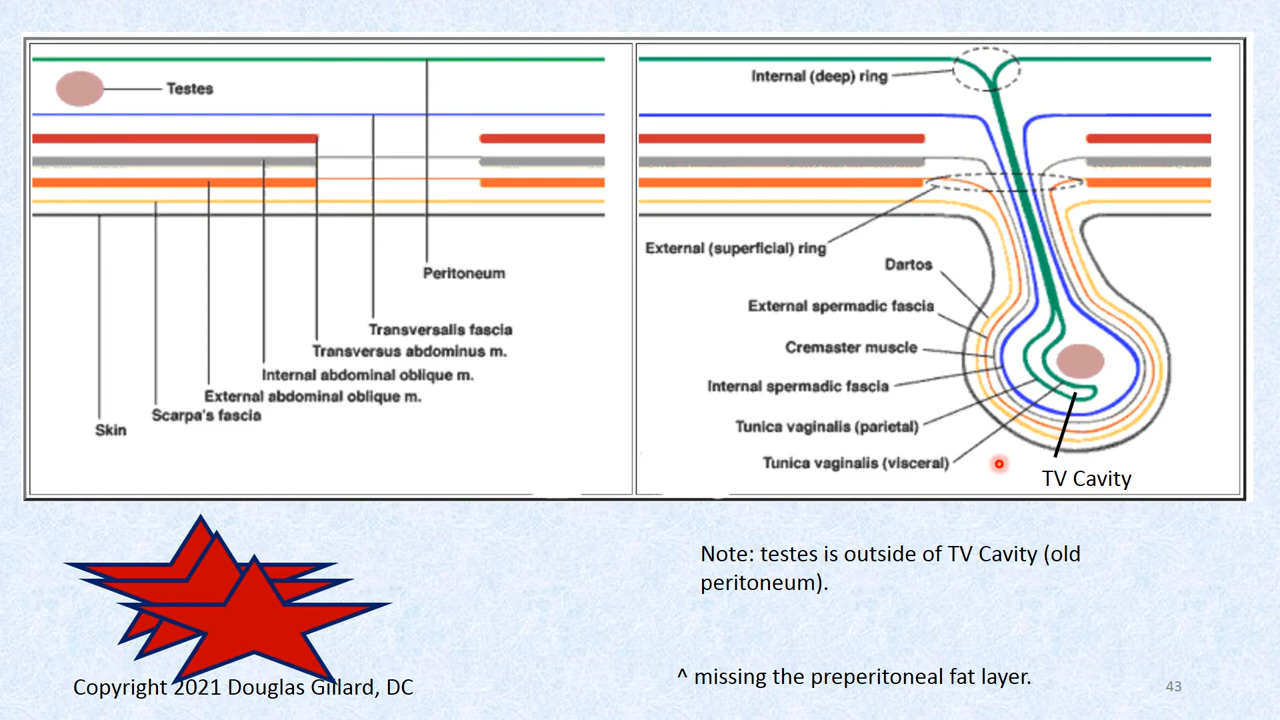 Testes
Peritoneum
Transversalis fascia
Transversus abdominus m.
Internal abdominal oblique m.
External abdominal oblique m.
Scarpa's fascia
Skin
Internal (deep) ring
External (superficial) ring
Dartos
External spermadic fascia
Cremaster muscle
Internal spermadic fascia
Tunica vaginalis (parietal)
Tunica vaginalis (visceral)
TV Cavity
Note: testes is outside of TV Cavity (old
peritoneum).
^ missing the preperitoneal fat layer.
Copyright 2021 Douglas Gillard, DC
43